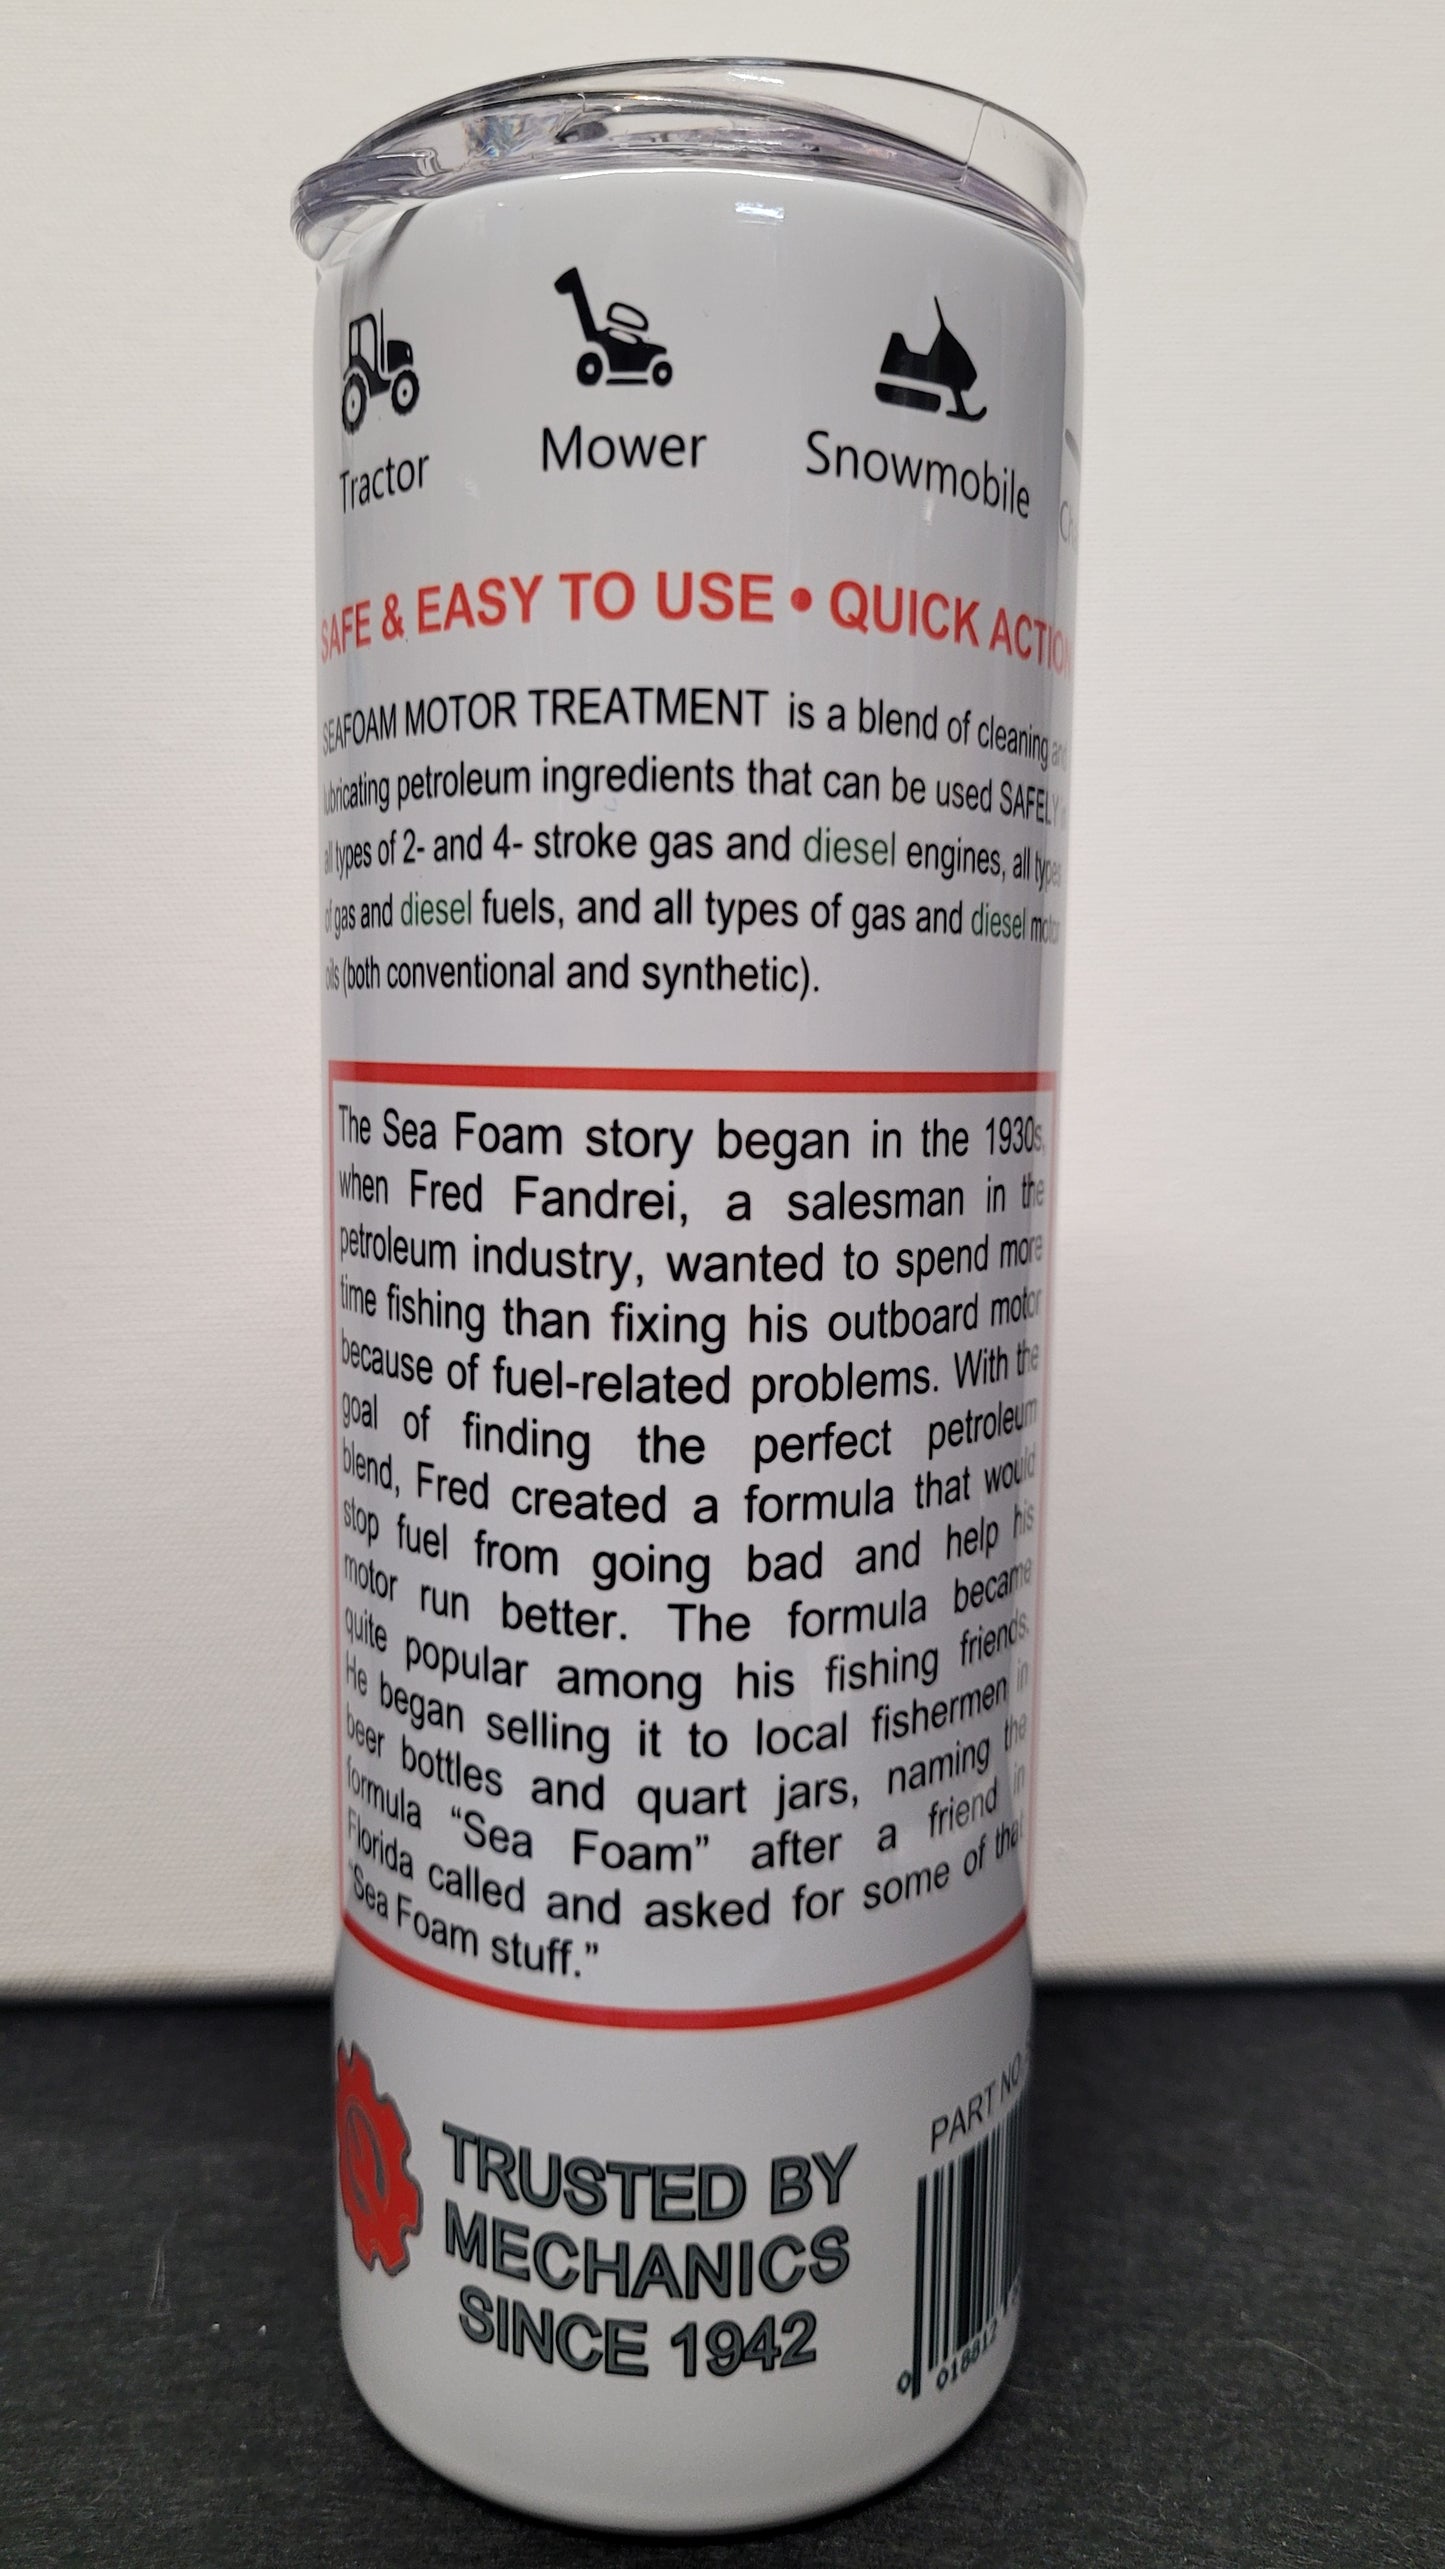 Tractor Mower Snowmobile
SAFE & EASY TO USE • QUICK ACTION
SEAFOAM MOTOR TREATMENT is a blend of cleaning and
lubricating petroleum ingredients that can be used SAFELY in
all types of 2- and 4- stroke gas and diesel engines, all types
of gas and diesel fuels, and all types of gas and diesel motor
oils (both conventional and synthetic).
The Sea Foam story began in the 1930s,
when Fred Fandrei, a salesman in the
petroleum industry, wanted to spend more
time fishing than fixing his outboard motor
because of fuel-related problems. With the
goal of finding the perfect petroleum
blend, Fred created a formula that would
stop fuel from going bad and help his
motor run better. The formula became
quite popular among his fishing friends.
He began selling it to local fishermen in
beer bottles and quart jars, naming the
formula “Sea Foam” after a friend in
Florida called and asked for some of that
“Sea Foam stuff.”
TRUSTED BY
MECHANICS
SINCE 1942
PART NO.
0 018812